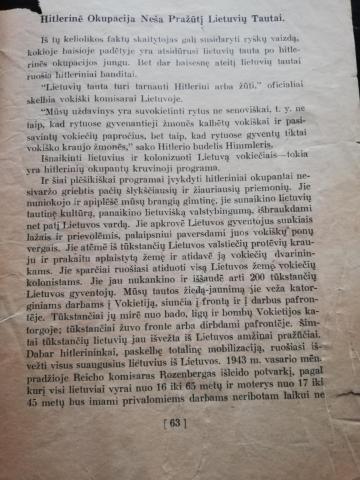 Hitlerinė Okupacija Neša Pražūtį Lietuvių Tautai.
Iš tų keliolikos faktų skaitytojas gali susidaryti ryškų vaizdą,
kokioje baisioje padėtyje yra atsidūrusi lietuvių tauta po hitle-
rinės okupacijos jungu. Bet dar baisesnę ateitį lietuvių tautai
ruošia hitleriniai banditai.
"Lietuvių tauta turi tarnauti Hitleriui arba žūti." oficialiai
skelbia vokiški komisarai Lietuvoje.
"Mūsų uždavinys yra suvokietinti rytus ne senoviškai, t. y. ne
taip, kad rytuose gyvenantieji žmonės kalbėtų vokiškai ir pasi-
savintų vokiečių papročius, bet taip, kad rytuose gyventų tiktai
vokiško kraujo žmonės," sako Hitlerio budelis Himmleris.
Išnaikinti lietuvius ir kolonizuoti Lietuvą vokiečiais—tokia
yra hitlerinių okupantų kruvinoji programa.
Ir šiai plėšikiškai programai įvykdyti hitleriniai okupantai ne-
sivaržo griebtis pačių šlykščiausių ir žiauriausių priemonių. Jie
nuniokojo ir apiplėšė mūsų brangią gimtinę, jie sunaikino lietuvių
tautinę kultūrą, panaikino lietuvišką valstybingumą, išbraukdami
net patį Lietuvos vardą. Jie apkrovė Lietuvos gyventojus sunkiais
lažais ir prievolėmis, palaipsniui paversdami juos vokiškų ponų
vergais. Jie atėmė iš tūkstančių Lietuvos valstiečių protėvių krau-
ju ir prakaitu aplaistytą žemę ir atidavė ją vokiečių dvarinin-
kams. Jie sparčiai ruošiasi atiduoti visą Lietuvos žemę vokiečių
kolonistams. Jie jau nukankino ir išžudė arti 200 tūkstančių
Lietuvos gyventojų. Mūsų tautos žiedą-jaunimą jie veža kator-
giniams darbams į Vokietiją, siunčia į frontą ir į darbus pafron-
tėje. Tūkstančiai jų mirė nuo bado, ligų ir bombų Vokietijos ka-
torgoje; tūkstančiai žuvo fronte arba dirbdami pafrontėje. Šim-
tai tūkstančių lietuvių jau išvežta iš Lietuvos amžinai pražūčiai.
Dabar hitlerininkai, paskelbę totalinę mobilizaciją, ruošiasi iš-
vežti visus suaugusius lietuvius iš Lietuvos. 1943 m. vasario mėn.
pradžioje Reicho komisaras Rozenbergas išleido potvarkį, pagal
kurį visi lietuviai vyrai nuo 16 iki 65 metų ir moterys nuo 17 iki
45 metų bus imami privalomiems darbams neribotam laikui ne
[ 63 ]